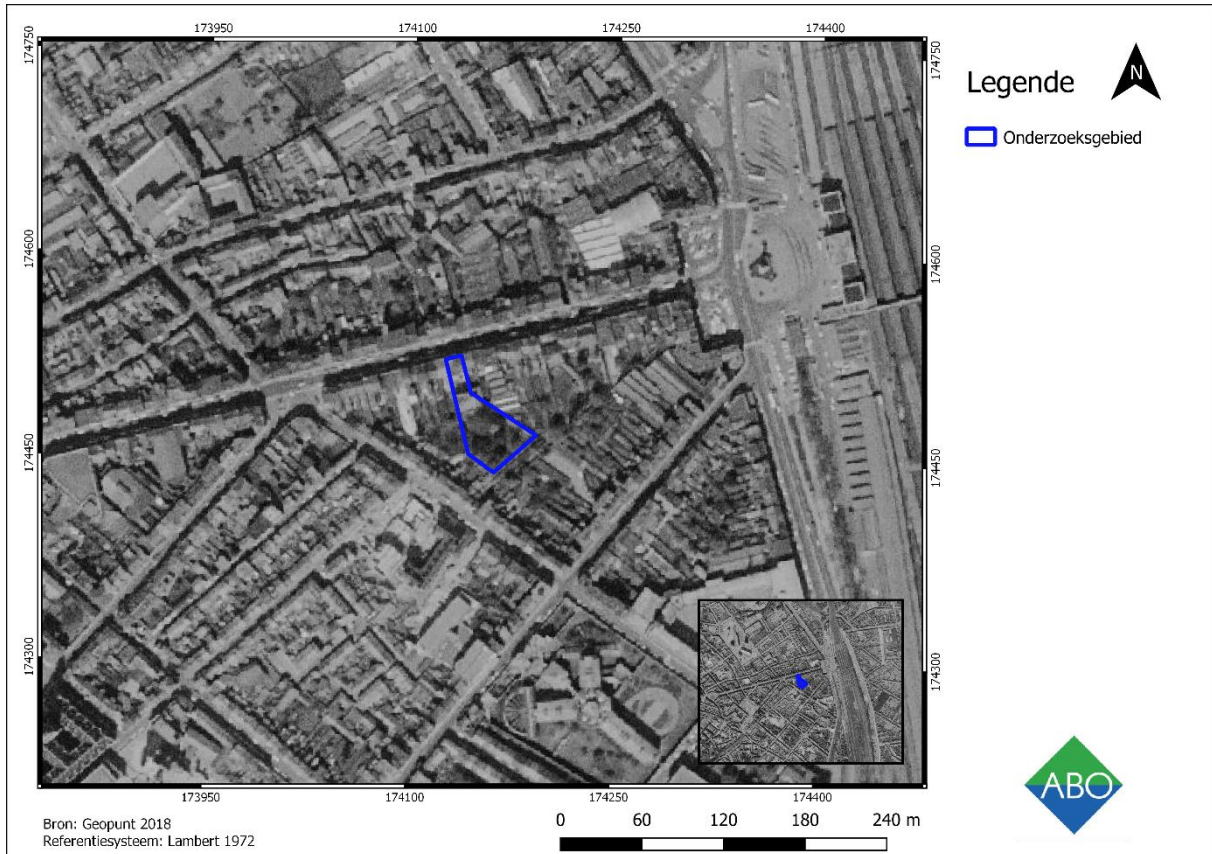 173950 174100 174250 174400
174750 174750
Legende N
Onderzoeksgebied
174600 174600
174450 174450
174300 174300
ABO
173950 174100 174250 174400
Bron: Geopunt 2018
Referentiesysteem: Lambert 1972
0 60 120 180 240 m